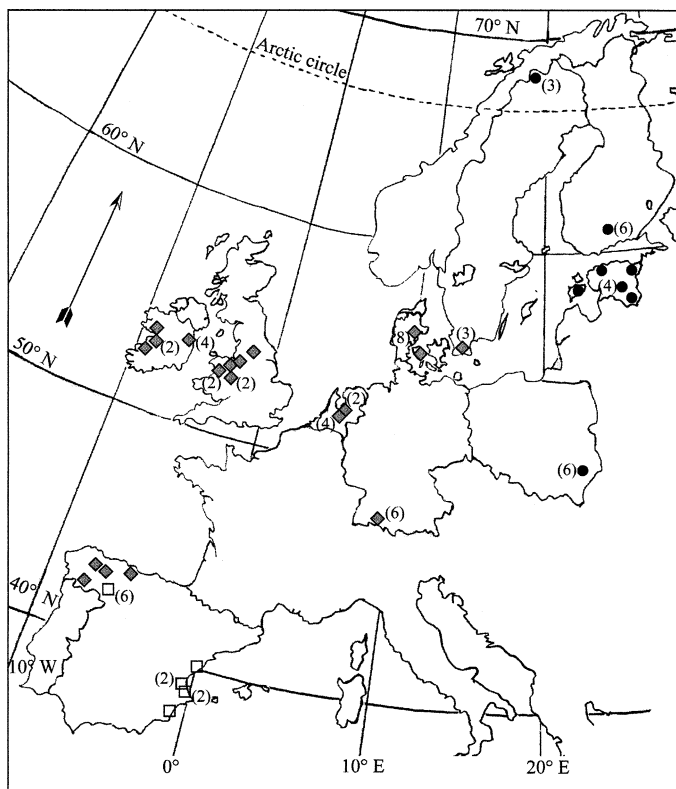 70° N
Arctic circle
(3)
60° N
(6)
(4)
50° N
(2)
(4)
8
(3)
(2)
(2)
(2)
(4)
(6)
(6)
40° N
(6)
10° W
(2)
(2)
0°
10° E
20° E